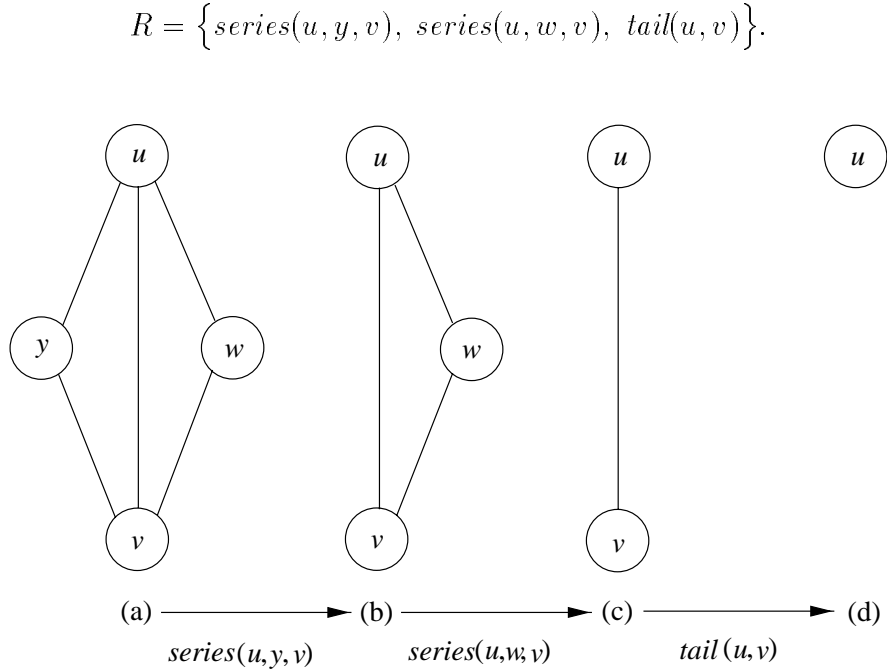 R = {series(u, y, v), series(u, w, v), tail(u, v)}.
u u u u
y w w
v v v
(a) (b) (c) (d)
series(u,y,v) series(u,w,v) tail(u,v)